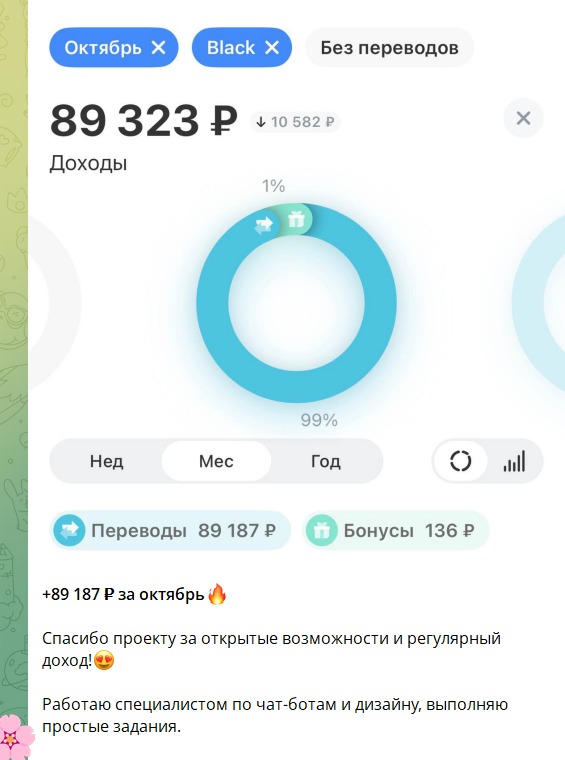 Октябрь ✕ Black ✕ Без переводов
89 323 ₽ ↓ 10 582 ₽
Доходы
1%
99%
Нед Мес Год
Переводы 89 187 ₽ Бонусы 136 ₽
+89 187 ₽ за октябрь🔥
Спасибо проекту за открытые возможности и регулярный
доход!😍
Работаю специалистом по чат-ботам и дизайну, выполняю
простые задания.